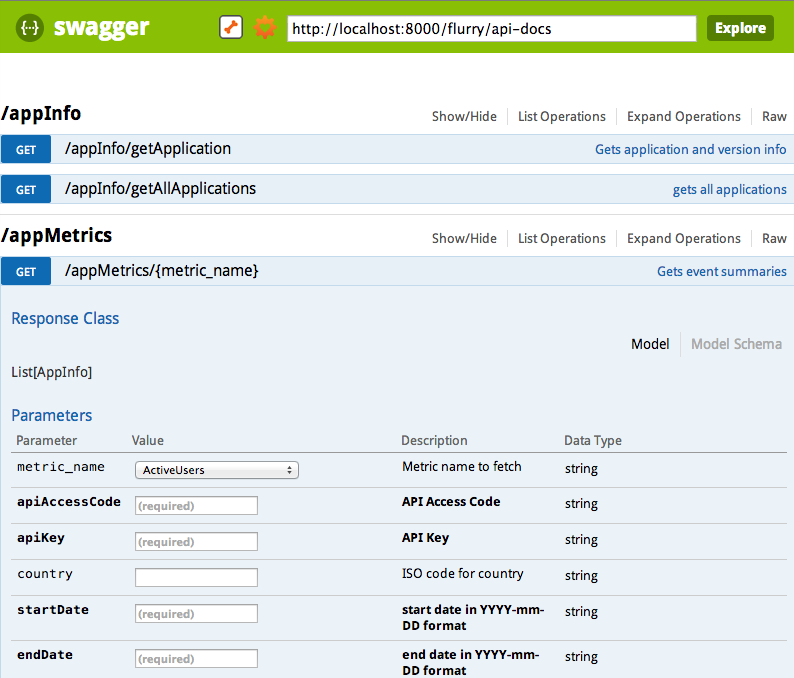 {··} swagger http://localhost:8000/flurry/api-docs Explore
/appInfo Show/Hide List Operations Expand Operations Raw
GET /appInfo/getApplication Gets application and version info
GET /appInfo/getAllApplications gets all applications
/appMetrics Show/Hide List Operations Expand Operations Raw
GET /appMetrics/{metric_name} Gets event summaries
Response Class
Model Model Schema
List[AppInfo]
Parameters
Parameter Value Description Data Type
metric_name ActiveUsers Metric name to fetch string
apiAccessCode (required) API Access Code string
apiKey (required) API Key string
country ISO code for country string
startDate (required) start date in YYYY-mm-
DD format string
endDate (required) end date in YYYY-mm-
DD format string